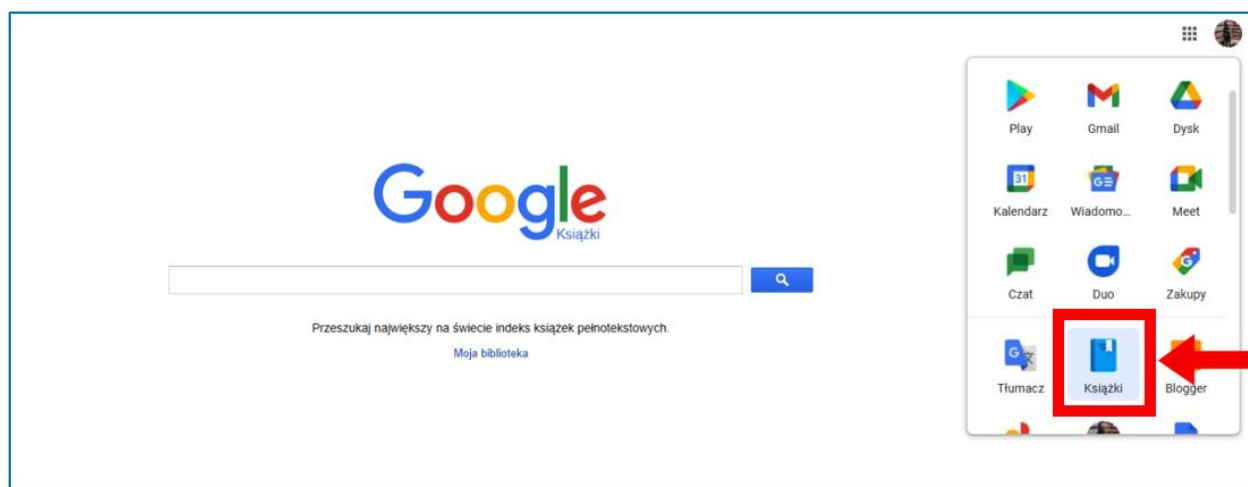 Google
Książki
Przeszukaj największy na świecie indeks książek pełnotekstowych.
Moja biblioteka
Play Gmail Dysk
31 G
Kalendarz Wiadomo... Meet
G
Czat Duo Zakupy
G 文
Tłumacz Książki Blogger